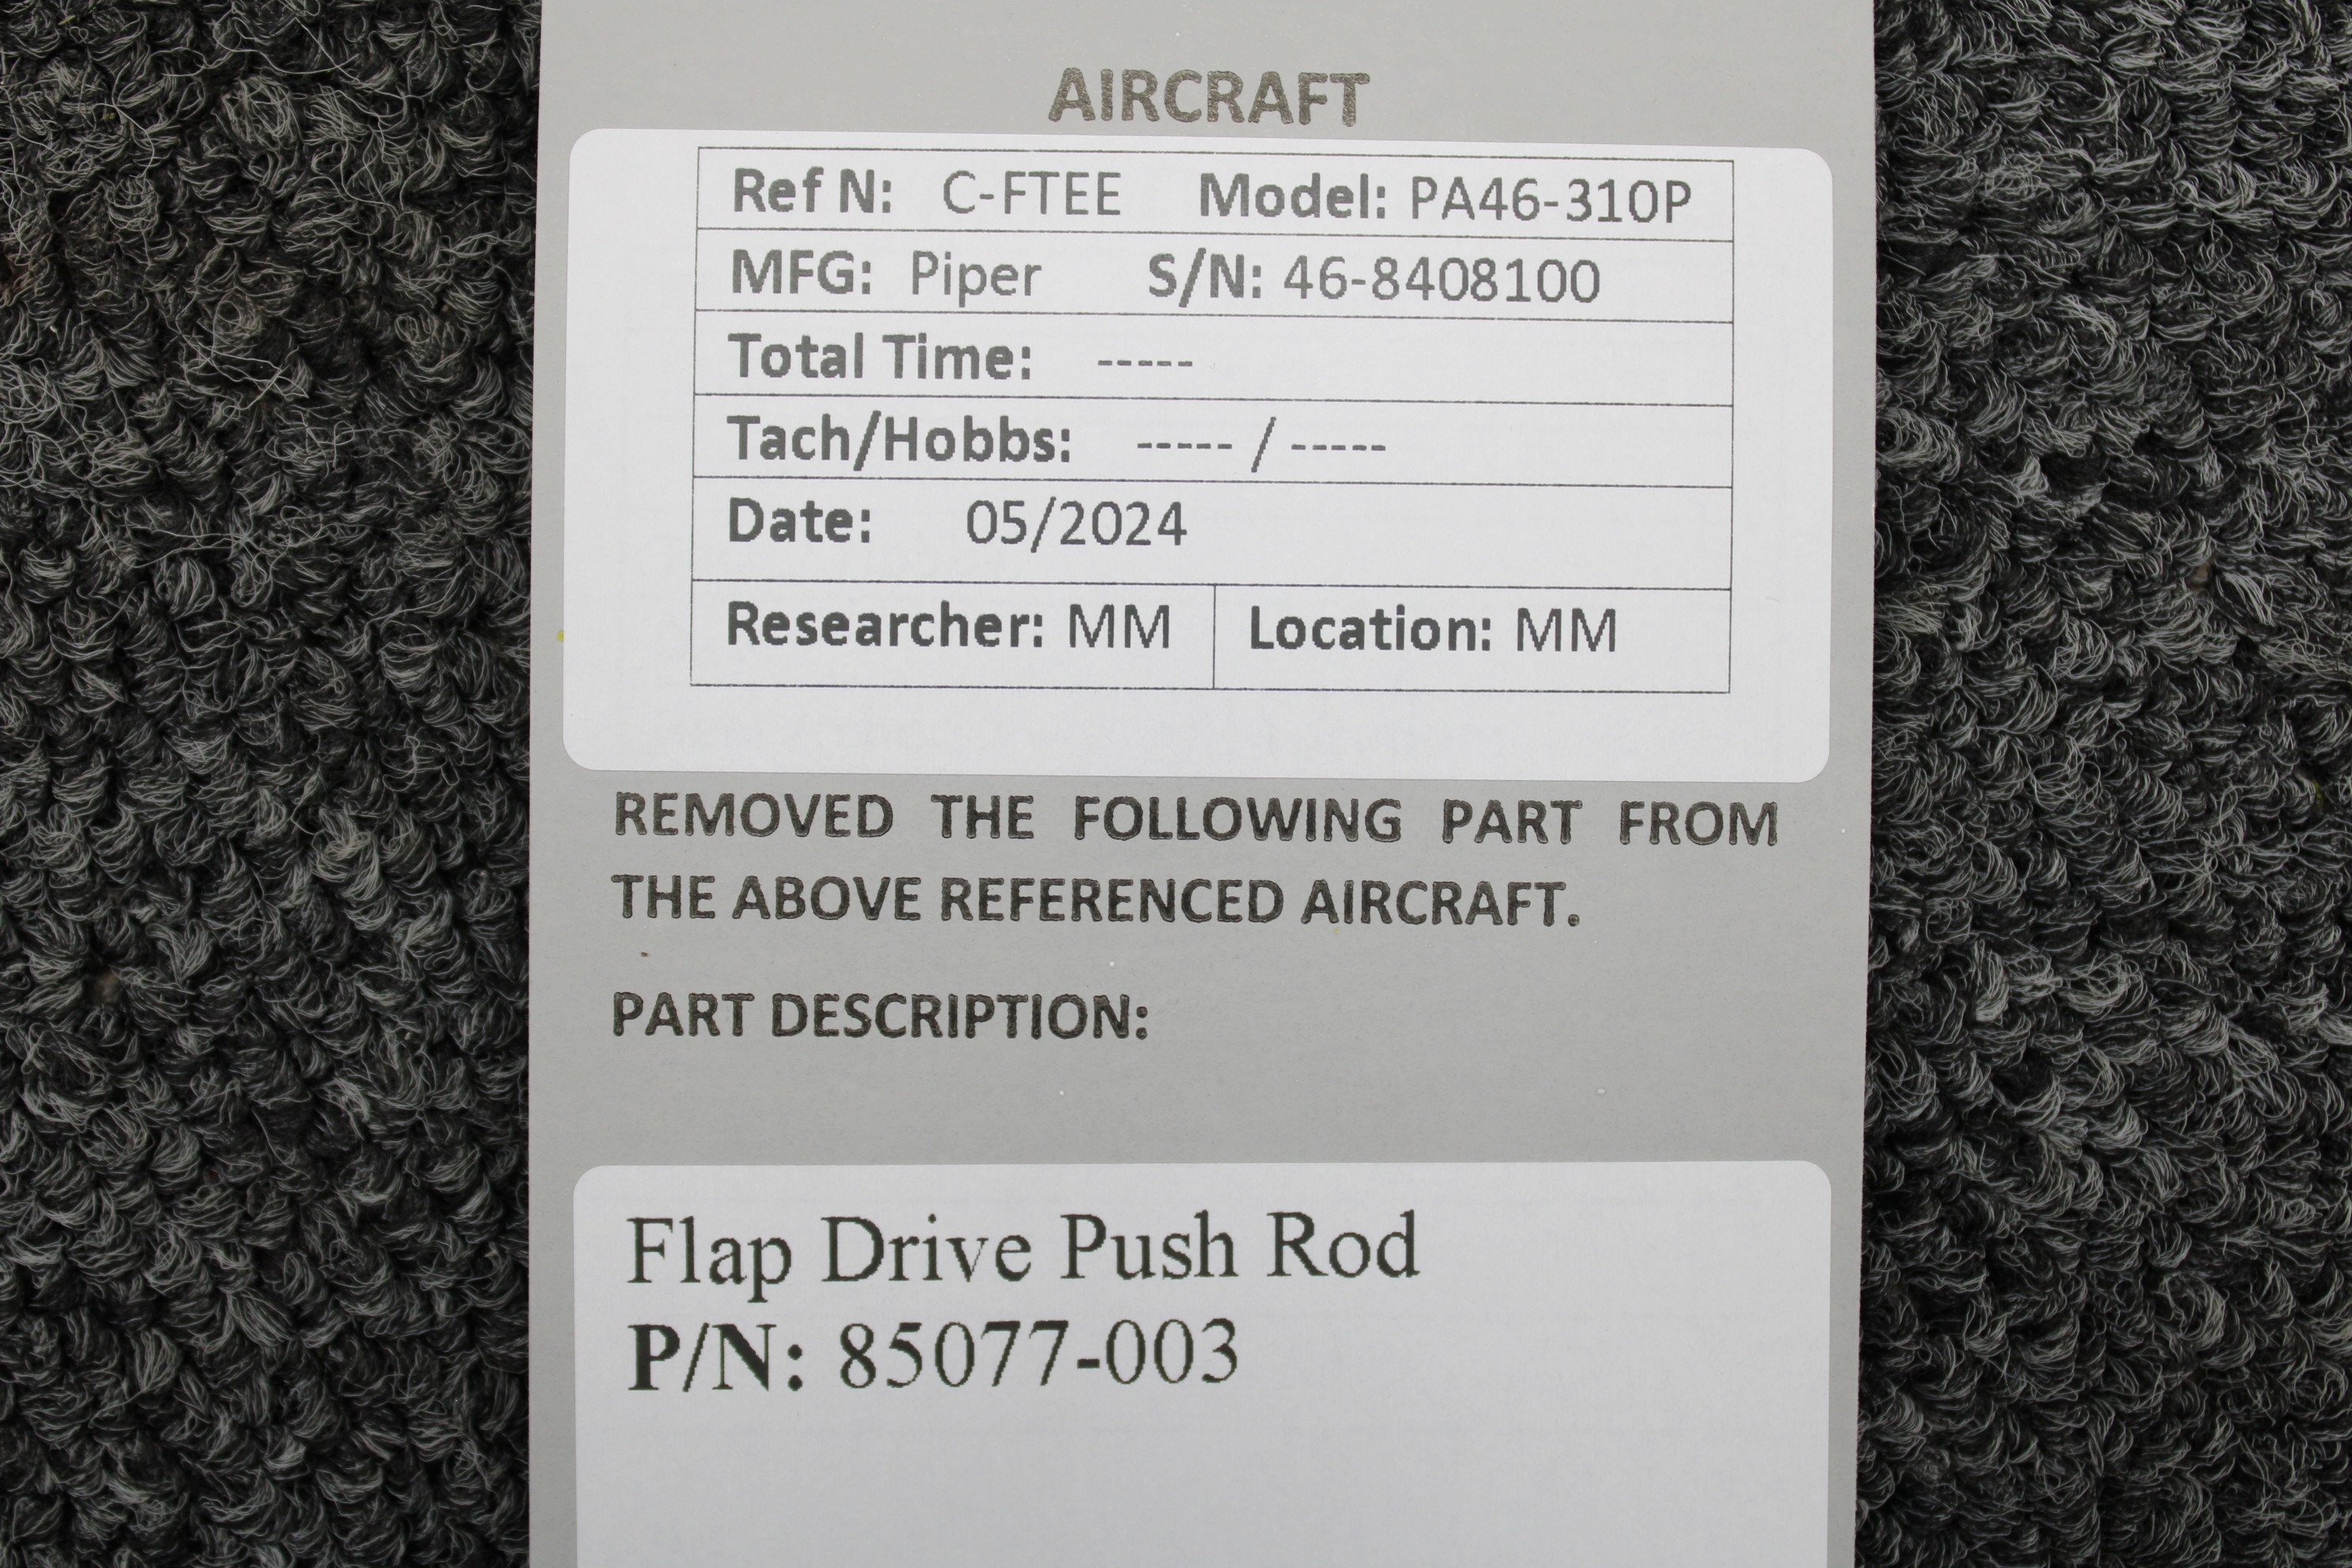 AIRCRAFT
Ref N: C-FTEE Model: PA46-310P
MFG: Piper S/N: 46-8408100
Total Time: -----
Tach/Hobbs: ----- / -----
Date: 05/2024
Researcher: MM Location: MM
REMOVED THE FOLLOWING PART FROM
THE ABOVE REFERENCED AIRCRAFT.
PART DESCRIPTION:
Flap Drive Push Rod
P/N: 85077-003